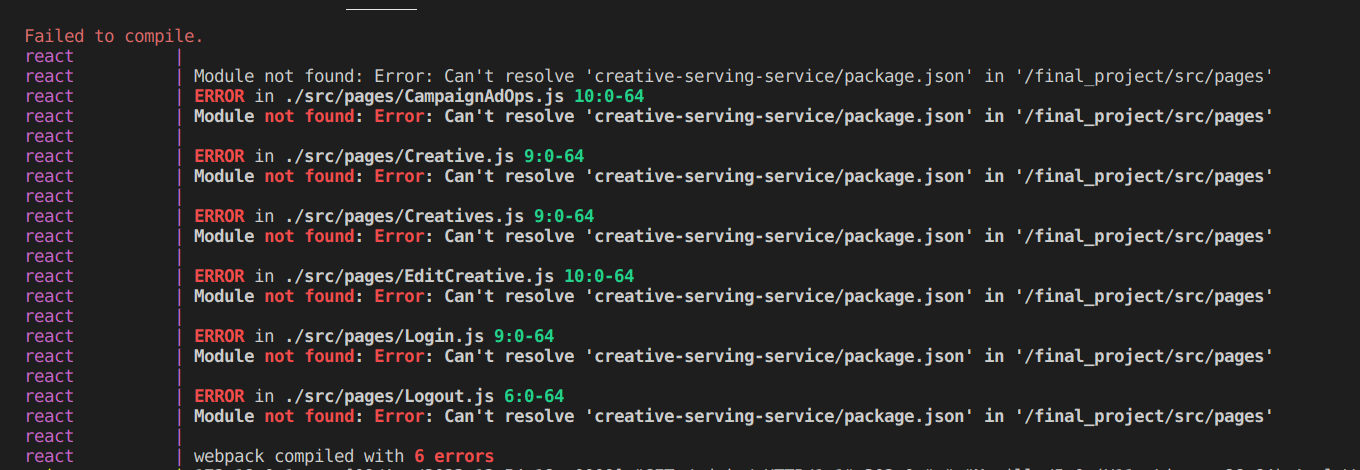 Failed to compile.
react |
react | Module not found: Error: Can't resolve 'creative-serving-service/package.json' in '/final_project/src/pages'
react | ERROR in ./src/pages/CampaignAdOps.js 10:0-64
react | Module not found: Error: Can't resolve 'creative-serving-service/package.json' in '/final_project/src/pages'
react |
react | ERROR in ./src/pages/Creative.js 9:0-64
react | Module not found: Error: Can't resolve 'creative-serving-service/package.json' in '/final_project/src/pages'
react |
react | ERROR in ./src/pages/Creatives.js 9:0-64
react | Module not found: Error: Can't resolve 'creative-serving-service/package.json' in '/final_project/src/pages'
react |
react | ERROR in ./src/pages/EditCreative.js 10:0-64
react | Module not found: Error: Can't resolve 'creative-serving-service/package.json' in '/final_project/src/pages'
react |
react | ERROR in ./src/pages/Login.js 9:0-64
react | Module not found: Error: Can't resolve 'creative-serving-service/package.json' in '/final_project/src/pages'
react |
react | ERROR in ./src/pages/Logout.js 6:0-64
react | Module not found: Error: Can't resolve 'creative-serving-service/package.json' in '/final_project/src/pages'
react |
react | webpack compiled with 6 errors